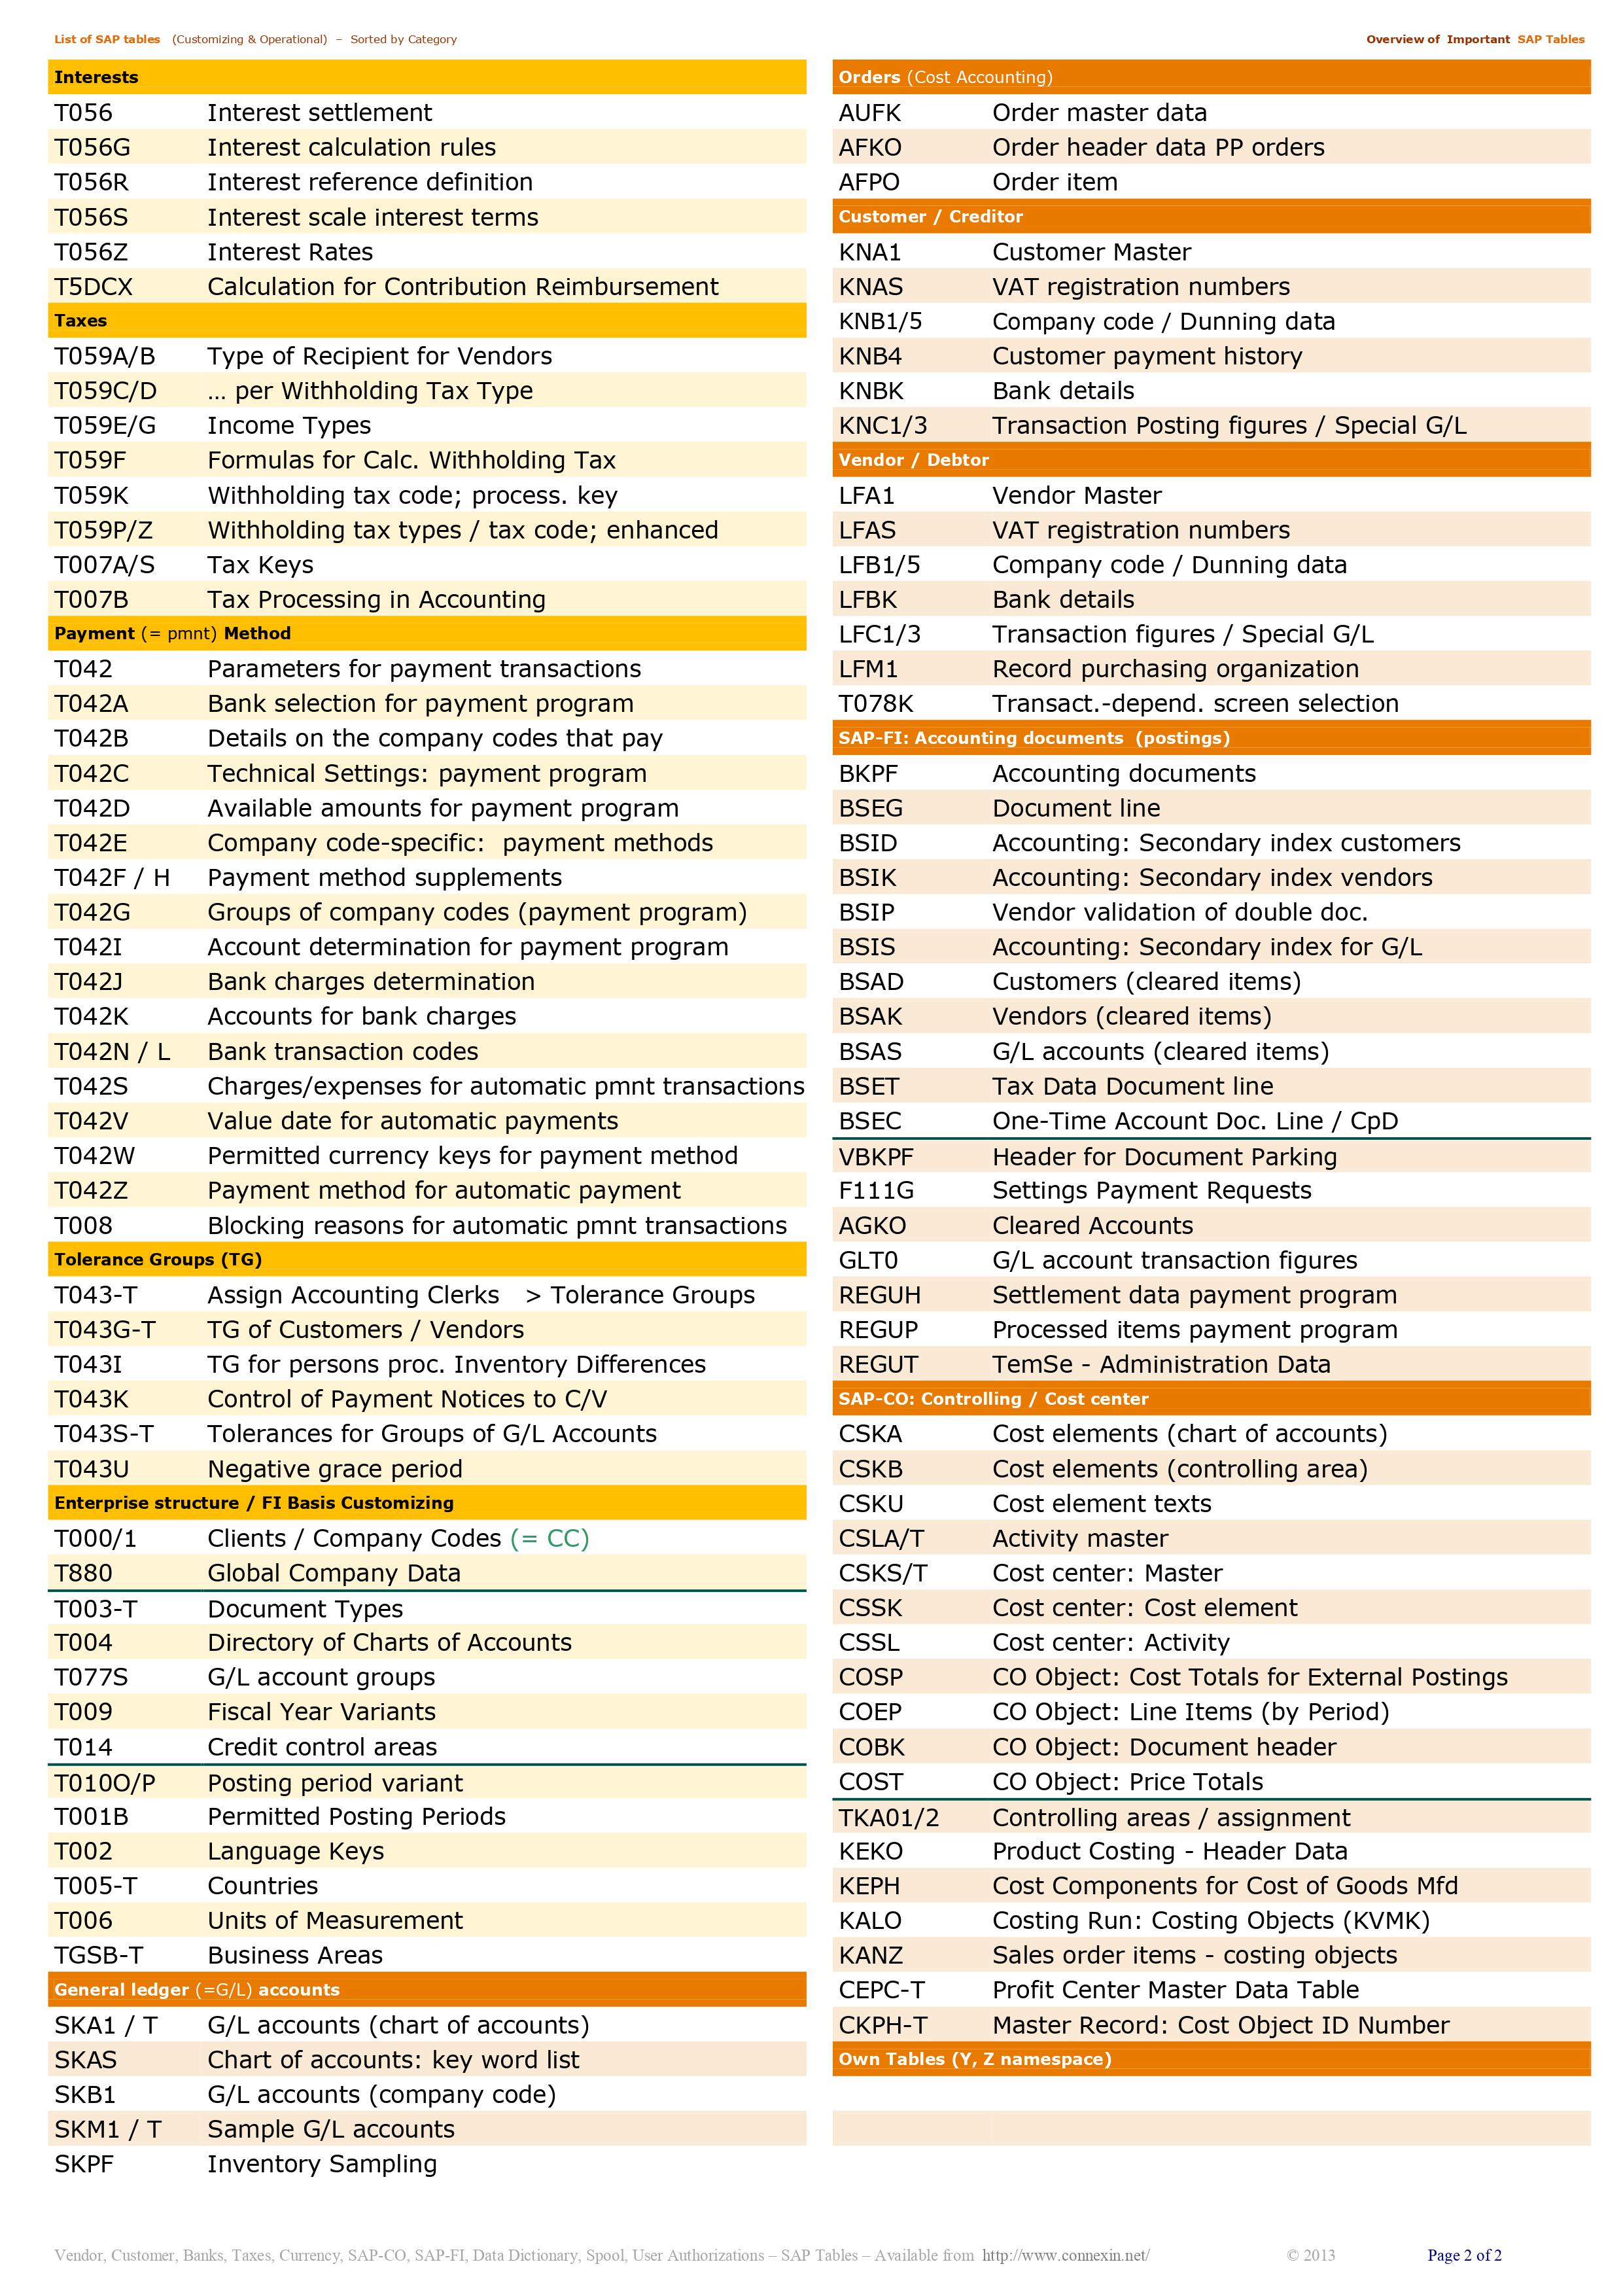 List of SAP tables (Customizing & Operational) – Sorted by Category
Overview of Important SAP Tables
Interests
T056 Interest settlement
T056G Interest calculation rules
T056R Interest reference definition
T056S Interest scale interest terms
T056Z Interest Rates
T5DCX Calculation for Contribution Reimbursement
Taxes
T059A/B Type of Recipient for Vendors
T059C/D ... per Withholding Tax Type
T059E/G Income Types
T059F Formulas for Calc. Withholding Tax
T059K Withholding tax code; process. key
T059P/Z Withholding tax types / tax code; enhanced
T007A/S Tax Keys
T007B Tax Processing in Accounting
Payment (= pmnt) Method
T042 Parameters for payment transactions
T042A Bank selection for payment program
T042B Details on the company codes that pay
T042C Technical Settings: payment program
T042D Available amounts for payment program
T042E Company code-specific: payment methods
T042F / H Payment method supplements
T042G Groups of company codes (payment program)
T042I Account determination for payment program
T042J Bank charges determination
T042K Accounts for bank charges
T042N / L Bank transaction codes
T042S Charges/expenses for automatic pmnt transactions
T042V Value date for automatic payments
T042W Permitted currency keys for payment method
T042Z Payment method for automatic payment
T008 Blocking reasons for automatic pmnt transactions
Tolerance Groups (TG)
T043-T Assign Accounting Clerks > Tolerance Groups
T043G-T TG of Customers / Vendors
T043I TG for persons proc. Inventory Differences
T043K Control of Payment Notices to C/V
T043S-T Tolerances for Groups of G/L Accounts
T043U Negative grace period
Enterprise structure / FI Basis Customizing
T000/1 Clients / Company Codes (= CC)
T880 Global Company Data
T003-T Document Types
T004 Directory of Charts of Accounts
T077S G/L account groups
T009 Fiscal Year Variants
T014 Credit control areas
T010O/P Posting period variant
T001B Permitted Posting Periods
T002 Language Keys
T005-T Countries
T006 Units of Measurement
TGSB-T Business Areas
General ledger (=G/L) accounts
SKA1 / T G/L accounts (chart of accounts)
SKAS Chart of accounts: key word list
SKB1 G/L accounts (company code)
SKM1 / T Sample G/L accounts
SKPF Inventory Sampling
Orders (Cost Accounting)
AUFK Order master data
AFKO Order header data PP orders
AFPO Order item
Customer / Creditor
KNA1 Customer Master
KNAS VAT registration numbers
KNB1/5 Company code / Dunning data
KNB4 Customer payment history
KNBK Bank details
KNC1/3 Transaction Posting figures / Special G/L
Vendor / Debtor
LFA1 Vendor Master
LFAS VAT registration numbers
LFB1/5 Company code / Dunning data
LFBK Bank details
LFC1/3 Transaction figures / Special G/L
LFM1 Record purchasing organization
T078K Transact.-depend. screen selection
SAP-FI: Accounting documents (postings)
BKPF Accounting documents
BSEG Document line
BSID Accounting: Secondary index customers
BSIK Accounting: Secondary index vendors
BSIP Vendor validation of double doc.
BSIS Accounting: Secondary index for G/L
BSAD Customers (cleared items)
BSAK Vendors (cleared items)
BSAS G/L accounts (cleared items)
BSET Tax Data Document line
BSEC One-Time Account Doc. Line / CpD
VBKPF Header for Document Parking
F111G Settings Payment Requests
AGKO Cleared Accounts
GLT0 G/L account transaction figures
REGUH Settlement data payment program
REGUP Processed items payment program
REGUT TemSe - Administration Data
SAP-CO: Controlling / Cost center
CSKA Cost elements (chart of accounts)
CSKB Cost elements (controlling area)
CSKU Cost element texts
CSLA/T Activity master
CSKS/T Cost center: Master
CSSK Cost center: Cost element
CSSL Cost center: Activity
COSP CO Object: Cost Totals for External Postings
COEP CO Object: Line Items (by Period)
COBK CO Object: Document header
COST CO Object: Price Totals
TKA01/2 Controlling areas / assignment
KEKO Product Costing - Header Data
KEPH Cost Components for Cost of Goods Mfd
KALO Costing Run: Costing Objects (KVMK)
KANZ Sales order items - costing objects
CEPC-T Profit Center Master Data Table
CKPH-T Master Record: Cost Object ID Number
Own Tables (Y, Z namespace)
Vendor, Customer, Banks, Taxes, Currency, SAP-CO, SAP-FI, Data Dictionary, Spool, User Authorizations – SAP Tables – Available from http://www.connexin.net/ © 2013 Page 2 of 2